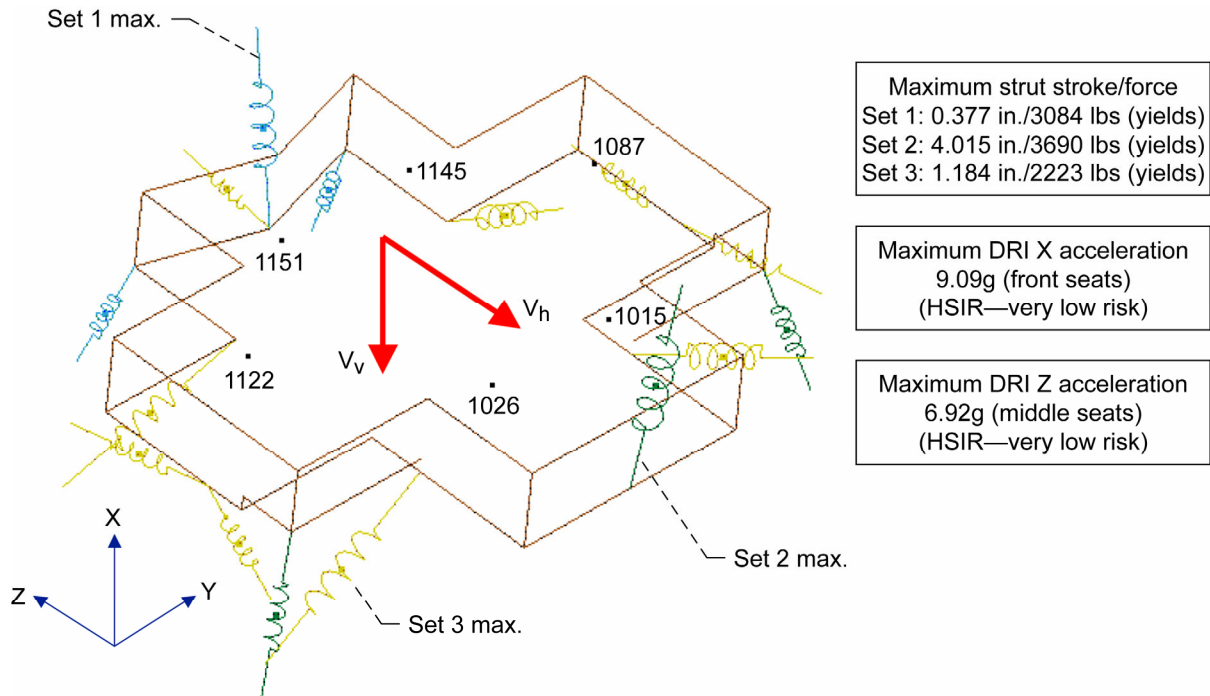 Set 1 max.
1145
1087
1151
1015
1122
1026
Vh
Vv
X
Z
Y
Set 2 max.
Set 3 max.
Maximum strut stroke/force
Set 1: 0.377 in./3084 lbs (yields)
Set 2: 4.015 in./3690 lbs (yields)
Set 3: 1.184 in./2223 lbs (yields)
Maximum DRI X acceleration
9.09g (front seats)
(HSIR—very low risk)
Maximum DRI Z acceleration
6.92g (middle seats)
(HSIR—very low risk)